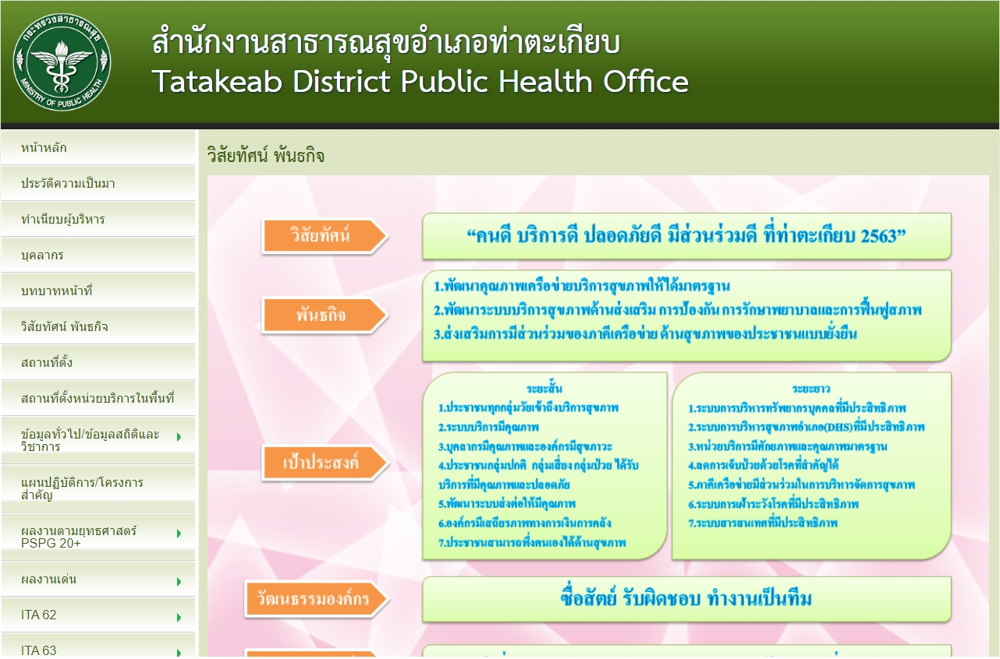 กระทรวงสาธารณสุข
MINISTRY OF PUBLIC HEALTH
สำนักงานสาธารณสุขอำเภอท่าตะเกียบ
Tatakeab District Public Health Office
หน้าหลัก
ประวัติความเป็นมา
ทำเนียบผู้บริหาร
บุคลากร
บทบาทหน้าที่
วิสัยทัศน์ พันธกิจ
สถานที่ตั้ง
สถานที่ตั้งหน่วยบริการในพื้นที่
ข้อมูลทั่วไป/ข้อมูลสถิติและ
วิชาการ
แผนปฏิบัติการ/โครงการ
สำคัญ
ผลงานตามยุทธศาสตร์
PSPG 20+
ผลงานเด่น
ITA 62
ITA 63
วิสัยทัศน์ พันธกิจ
วิสัยทัศน์
“คนดี บริการดี ปลอดภัยดี มีส่วนร่วมดี ที่ท่าตะเกียบ 2563”
พันธกิจ
1.พัฒนาคุณภาพเครือข่ายบริการสุขภาพให้ได้มาตรฐาน
2.พัฒนาระบบบริการสุขภาพด้านส่งเสริม การป้องกัน การรักษาพยาบาลและการฟื้นฟูสภาพ
3.ส่งเสริมการมีส่วนร่วมของภาคีเครือข่าย ด้านสุขภาพของประชาชนแบบยั่งยืน
เป้าประสงค์
ระยะสั้น
1.ประชาชนทุกกลุ่มวัยเข้าถึงบริการสุขภาพ
2.ระบบบริการมีคุณภาพ
3.บุคลากรมีคุณภาพและองค์กรมีสุขภาวะ
4.ประชาชนกลุ่มปกติ กลุ่มเสี่ยง กลุ่มป่วย ได้รับ
บริการที่มีคุณภาพและปลอดภัย
5.พัฒนาระบบส่งต่อให้มีคุณภาพ
6.องค์กรมีเสถียรภาพทางการเงินการคลัง
7.ประชาชนสามารถพึ่งตนเองได้ด้านสุขภาพ
ระยะยาว
1.ระบบการบริหารทรัพยากรบุคคลที่มีประสิทธิภาพ
2.ระบบการบริหารสุขภาพอำเภอ(DHS)ที่มีประสิทธิภาพ
3.หน่วยบริการมีศักยภาพและคุณภาพมาตรฐาน
4.ลดการเจ็บป่วยด้วยโรคที่สำคัญได้
5.ภาคีเครือข่ายมีส่วนร่วมในการบริหารจัดการสุขภาพ
6.ระบบการเฝ้าระวังโรคที่มีประสิทธิภาพ
7.ระบบสารสนเทศที่มีประสิทธิภาพ
วัฒนธรรมองค์กร
ซื่อสัตย์ รับผิดชอบ ทำงานเป็นทีม